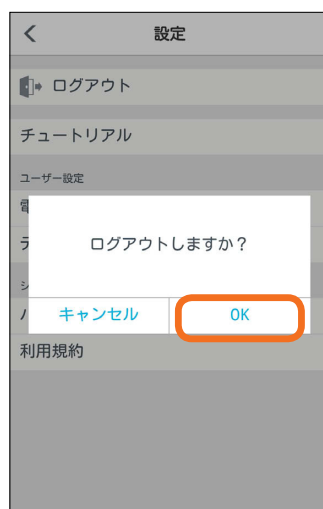 設定
ログアウト
チュートリアル
ユーザー設定
電
ログアウトしますか？
キャンセル
OK
利用規約